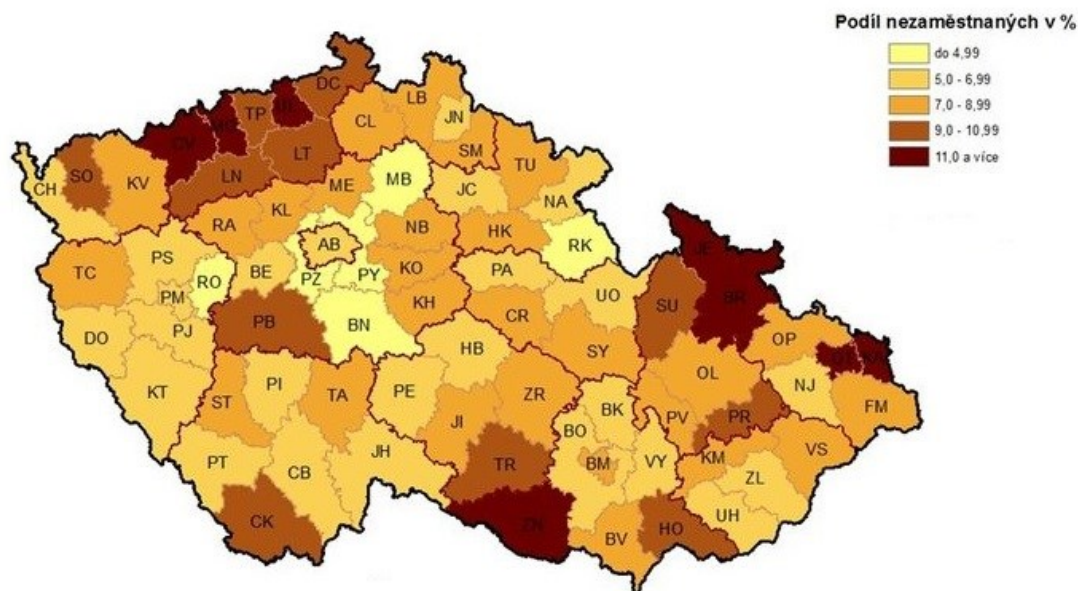 Podíl nezaměstnaných v %
do 4,99
5,0 - 6,99
7,0 - 8,99
9,0 - 10,99
11,0 a více
DC
LB
TP
JN
CL
CV
LT
SM
TU
SO
LN
CH
KV
ME
MB
JC
NA
KL
RA
NB
HK
RK
AB
JE
TC
PS
BE
KO
PA
RO
PZ
PY
UO
SU
BR
PM
KH
CR
PB
BN
OP
DO
PJ
SY
HB
OL
NJ
KT
PI
PE
ZR
FM
ST
TA
BK
PV
PR
JI
BO
KM
VS
PT
CB
JH
TR
BM
VY
ZL
UH
CK
ZN
BV
HO